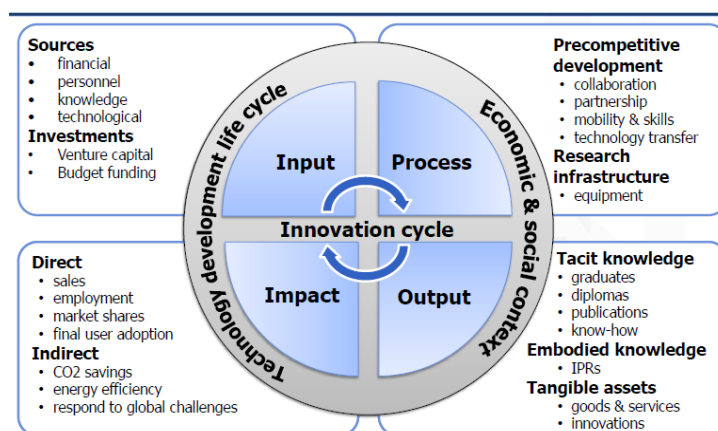 Sources
• financial
• personnel
• knowledge
• technological
Investments
• Venture capital
• Budget funding
Precompetitive
development
• collaboration
• partnership
• mobility & skills
• technology transfer
Research
infrastructure
• equipment
Technology development life cycle
Economic & social context
Input
Process
Innovation cycle
Impact
Output
Direct
• sales
• employment
• market shares
• final user adoption
Indirect
• CO2 savings
• energy efficiency
• respond to global challenges
Tacit knowledge
• graduates
• diplomas
• publications
• know-how
Embodied knowledge
• IPRs
Tangible assets
• goods & services
• innovations